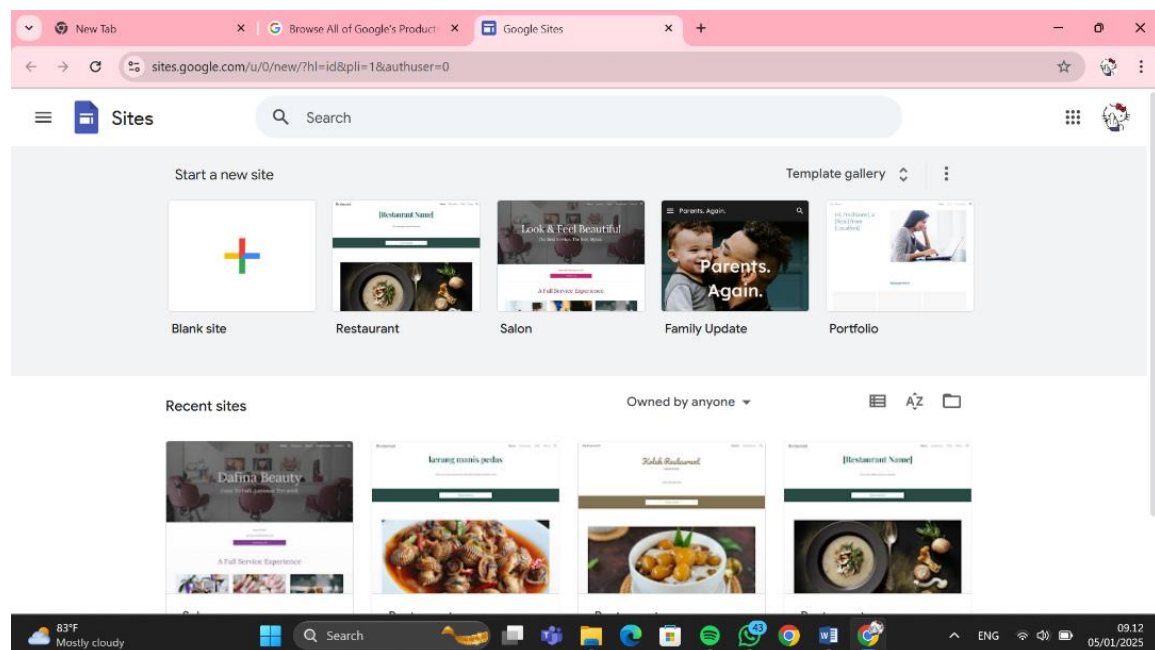 New Tab
Browse All of Google's Product
Google Sites
sites.google.com/u/0/new/?hl=id&pli=1&authuser=0
Sites
Search
Start a new site
Template gallery
[Restaurant Name]
Look & Feel Beautiful
A Full Service Experience
Parents. Again.
Parents.
Again.
Blank site
Restaurant
Salon
Family Update
Portfolio
Recent sites
Owned by anyone
AZ
Dafina Beauty
A Full Service Experience
kerang manis pedas
Kolak Restaurant
[Restaurant Name]
83°F
Mostly cloudy
Search
43
ENG
09.12
05/01/2025